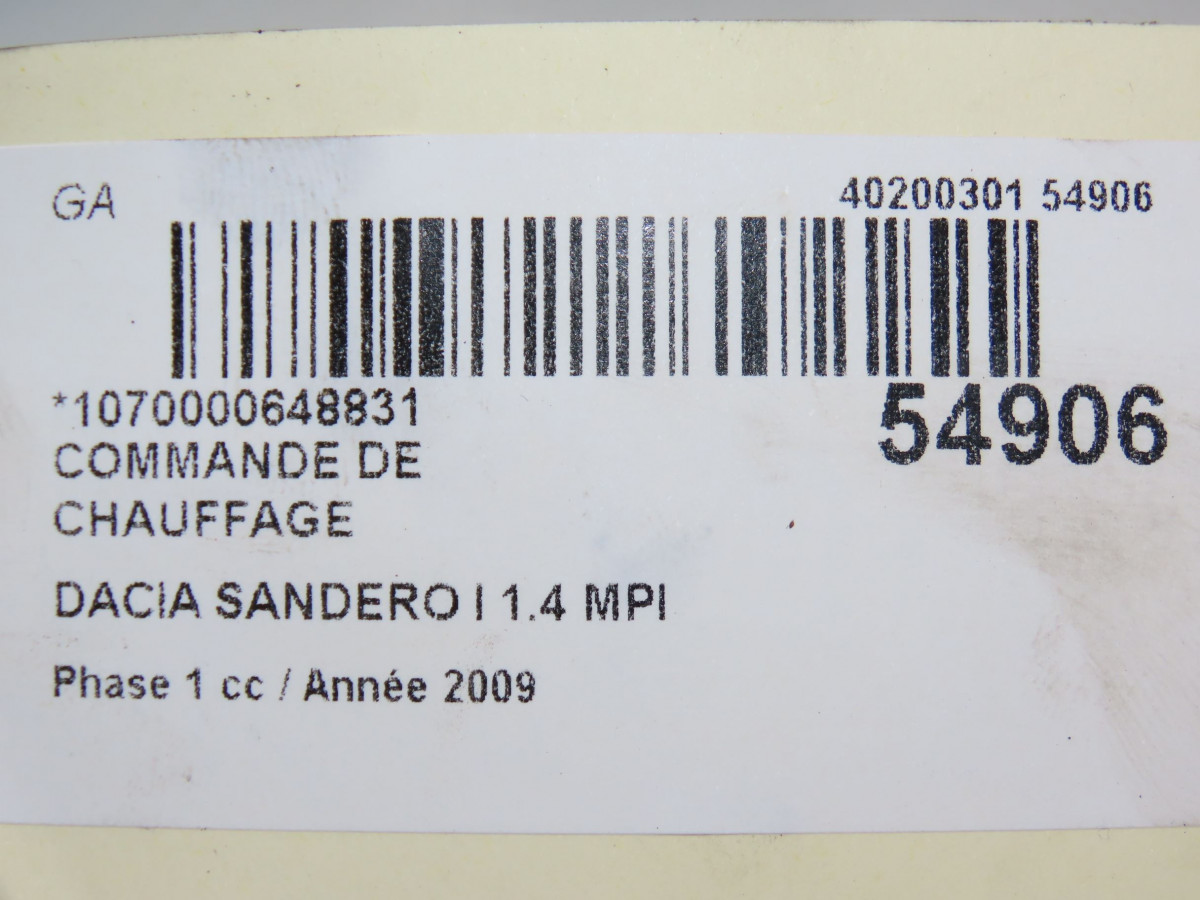 GA
40200301 54906
*1070000648831
54906
COMMANDE DE
CHAUFFAGE
DACIA SANDERO I 1.4 MPI
Phase 1 cc / Année 2009